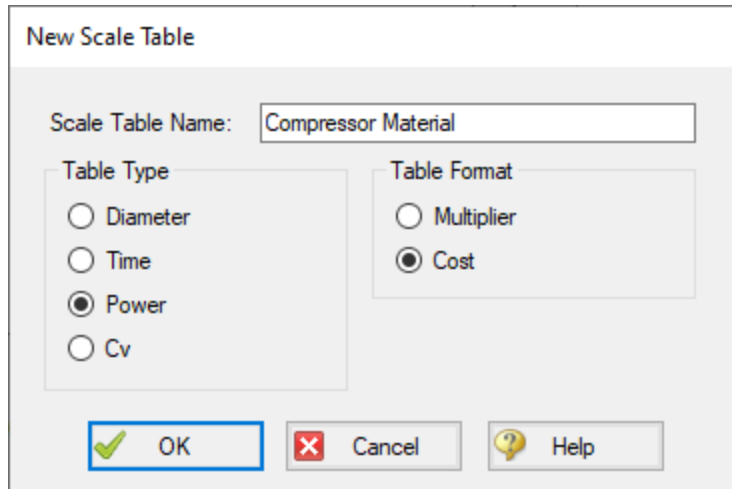 New Scale Table
Scale Table Name: Compressor Material
Table Type
Diameter
Time
Power
Cv
Table Format
Multiplier
Cost
OK Cancel Help